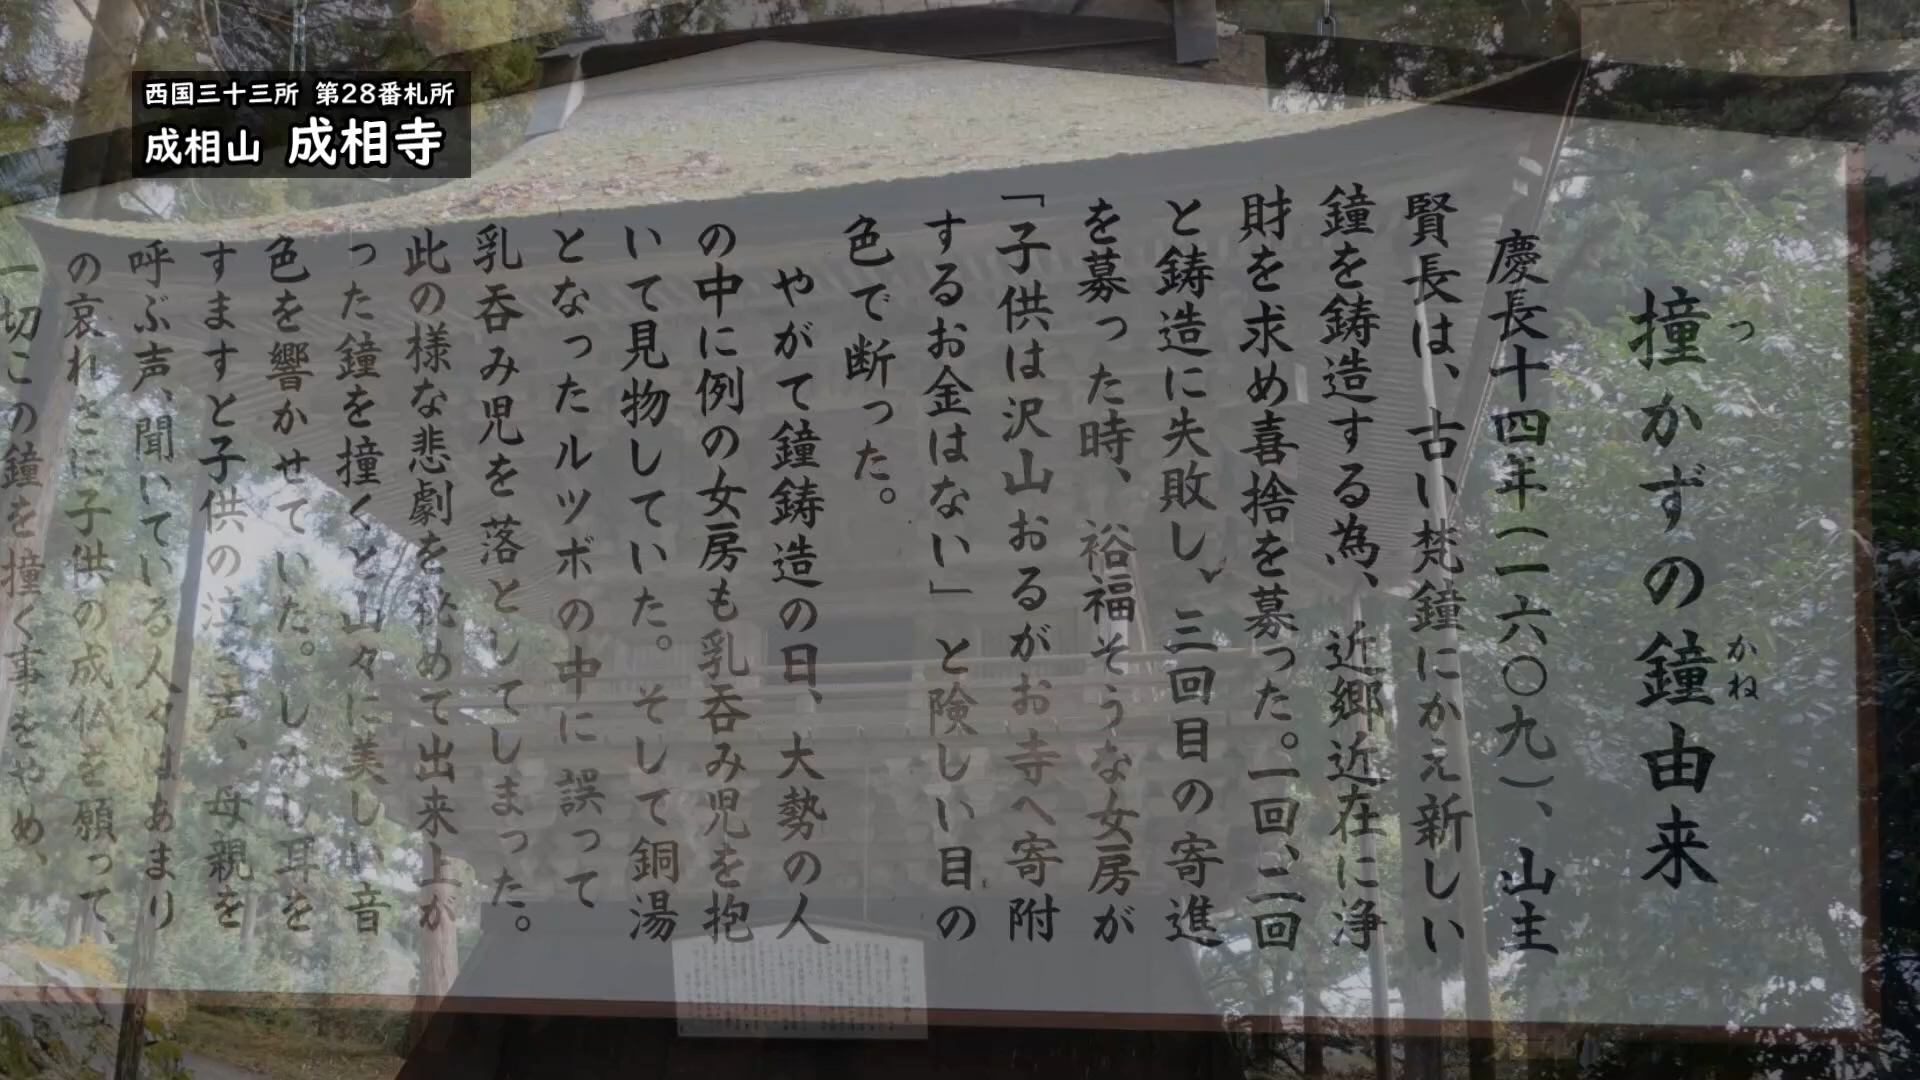 西国三十三所 第28番札所
成相山 成相寺
撞かずの鐘由来
つ
かね
慶長十四年(一六〇九)、山主
賢長は、古い梵鐘にかえ新しい
鐘を鋳造する為、近郷近在に浄
財を求め喜捨を募った。一回、二回
と鋳造に失敗し、三回目の寄進
を募った時、裕福そうな女房が
「子供は沢山おるがお寺へ寄附
するお金はない」と険しい目の
色で断った。
やがて鐘鋳造の日、大勢の人
の中に例の女房も乳呑み児を抱
いて見物していた。そして銅湯
となったルツボの中に誤って
乳呑み児を落としてしまった。
此の様な悲劇を秘めて出来上が
った鐘を撞くと山々に美しい音
色を響かせていた。しかし耳を
すますと子供の泣き声、母親を
呼ぶ声、聞いている人々はあまり
の哀れさに子供の成仏を願って
一切この鐘を撞く事をやめ、